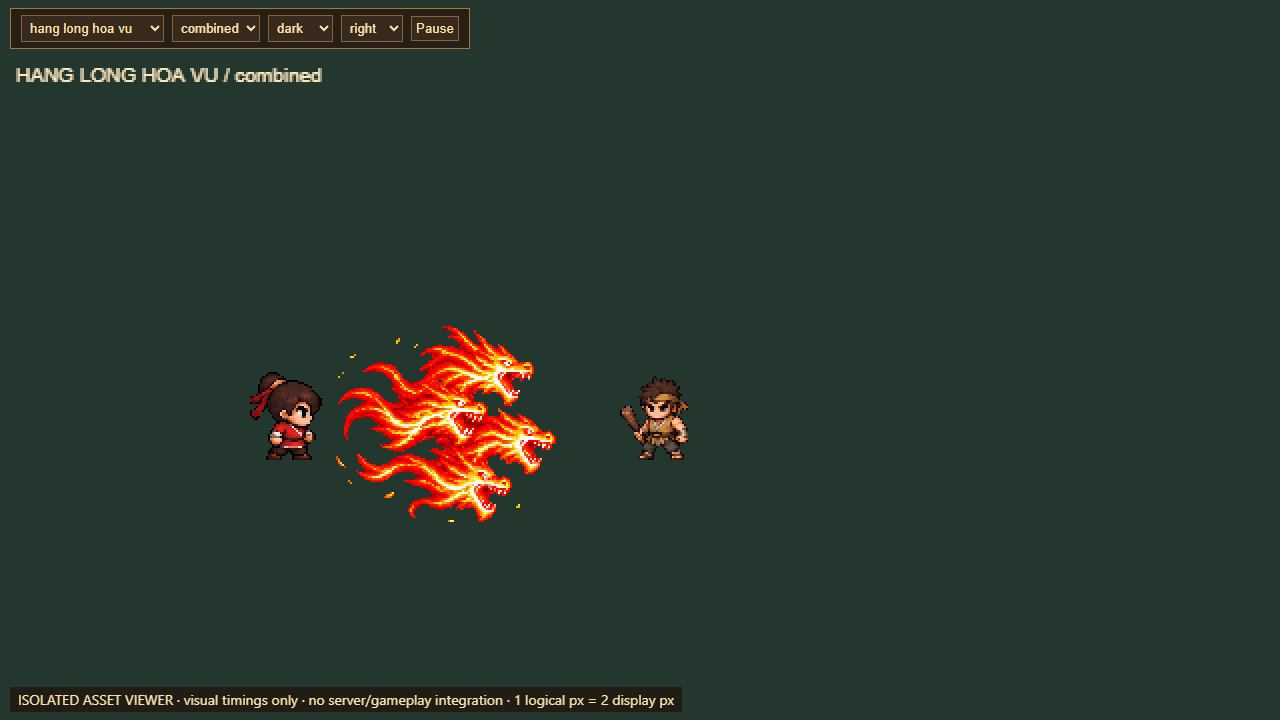 hang long hoa vu combined dark right Pause
HANG LONG HOA VU / combined
ISOLATED ASSET VIEWER · visual timings only · no server/gameplay integration · 1 logical px = 2 display px